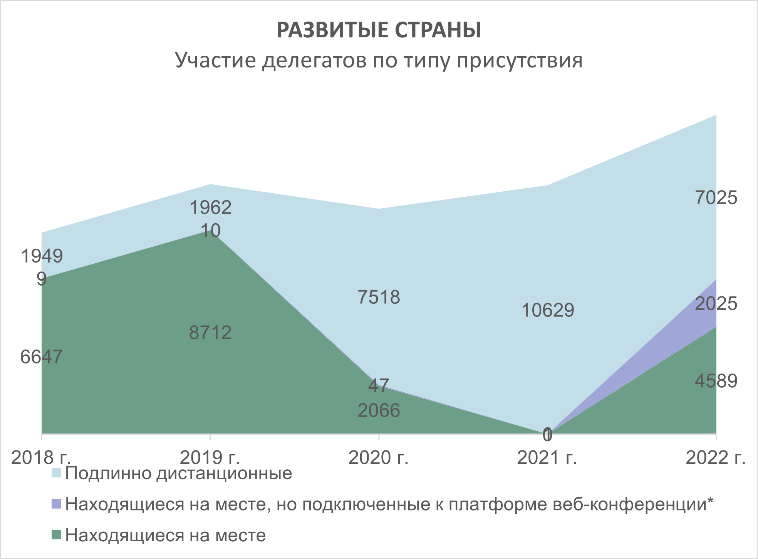 РАЗВИТЫЕ СТРАНЫ
Участие делегатов по типу присутствия
7025
1962
1949
10
9
7518
10629
2025
8712
6647
47
4589
2066
0
2018 г. 2019 г. 2020 г. 2021 г. 2022 г.
Подлинно дистанционные
Находящиеся на месте, но подключенные к платформе веб-конференции*
Находящиеся на месте